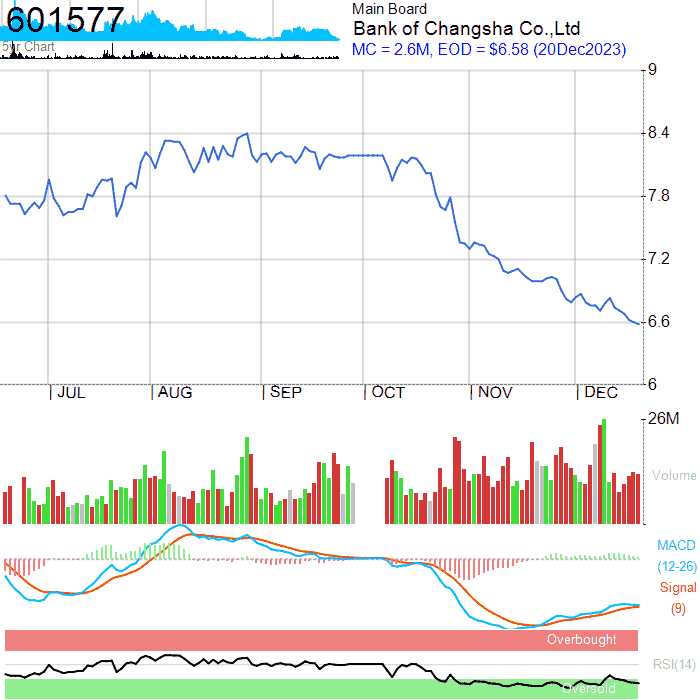 601577
5yr Chart
Main Board
Bank of Changsha Co.,Ltd
MC = 2.6M, EOD = $6.58 (20Dec2023)
9
8.4
7.8
7.2
6.6
6
JUL AUG SEP OCT NOV DEC
26M
Volume
MACD
(12-26)
Signal
(9)
Overbought
RSI(14)
Oversold